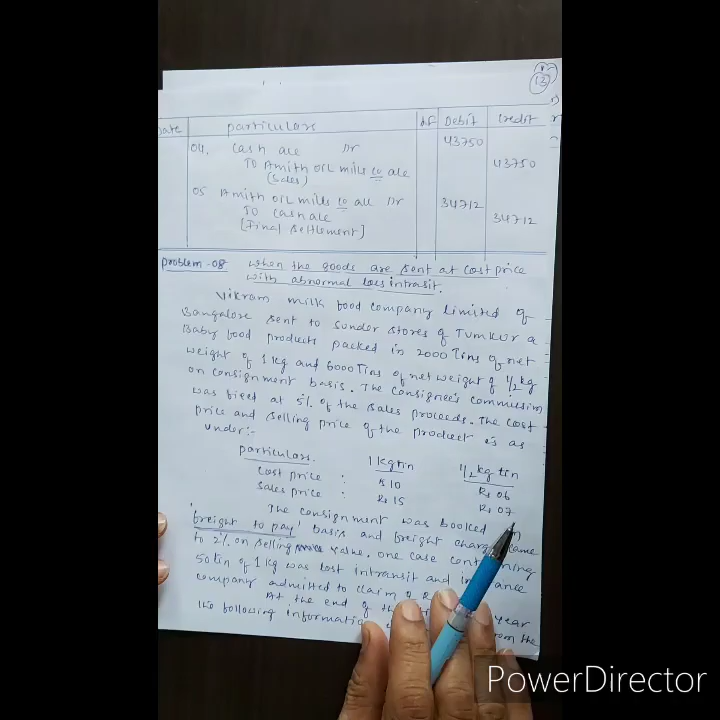 13
Date particulars LF Debit Credit
04. Cash a/c Dr 43750
To Amith oil mills co a/c 43750
(Sales)
05 Amith oil mills co a/c Dr 34712
To cash a/c 34712
[Final Settlement]
problem-08 when the goods are sent at cost price
with abnormal loss intrasit.
Vikram milk food company limited of
Bangalore sent to sunder stores of Tumkur a
Baby food products packed in 2000 Tins of net
weight of 1 kg and 6000 Tins of net weight of 1/2 kg
on consignment basis. The consignee's commission
was fixed at 5% of the sales proceeds. The cost
price and selling price of the product is as
under:-
particulars. 1 kg tin 1/2 kg tin
Cost price : Rs 10 Rs 06
Sales price : Rs 15 Rs 07
The consignment was booked
'freight to pay' basis and freight
to 2% on selling value. One case containing
50 tin of 1 kg was lost intransit and
company admitted to claim
At the end of the year
the following from the
PowerDirector